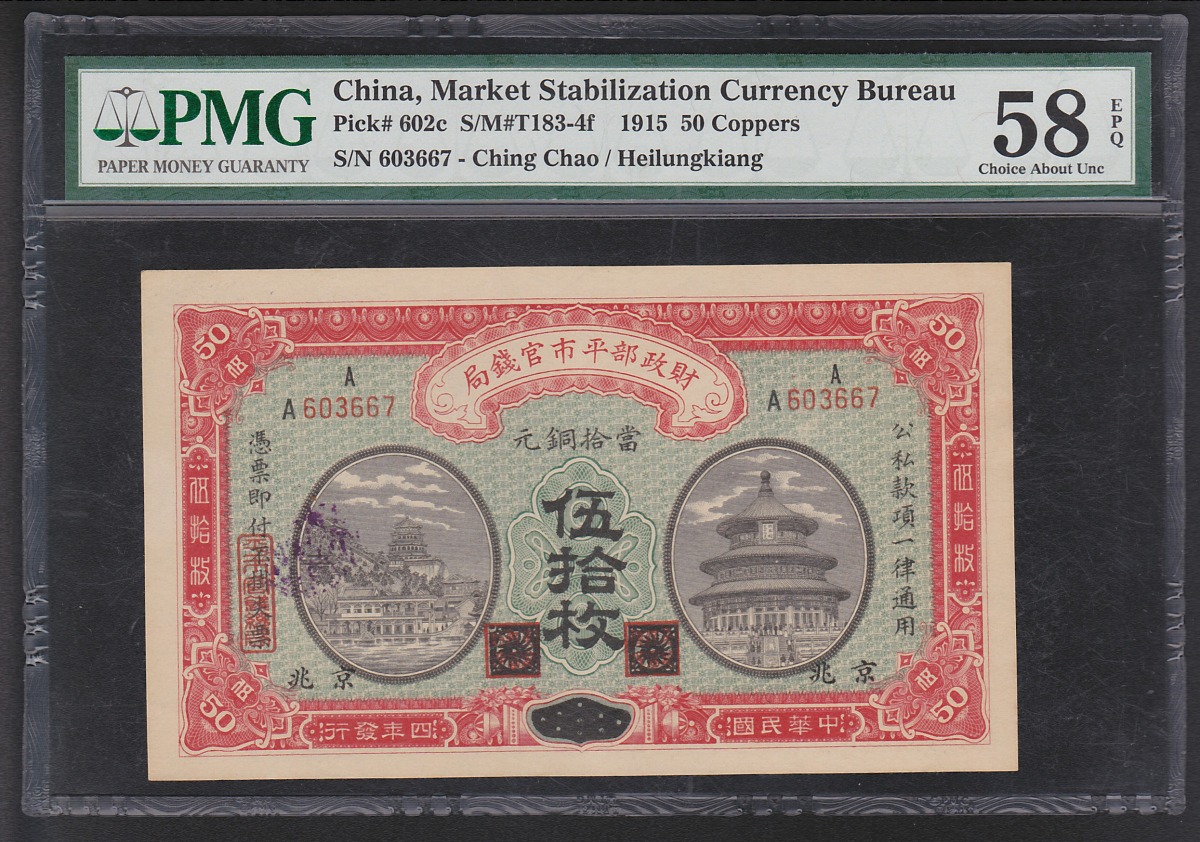 PMG
PAPER MONEY GUARANTY
China, Market Stabilization Currency Bureau
Pick# 602c S/M#T183-4f 1915 50 Coppers
S/N 603667 - Ching Chao / Heilungkiang
58
EPQ
Choice About Unc
50
50
財政部平市官錢局
A
A603667
A
A603667
當拾銅元
公私款項一律通用
伍拾枚
憑票即付
伍拾枚
伍拾枚
京兆
京兆
50
50
中華民國
四年發行